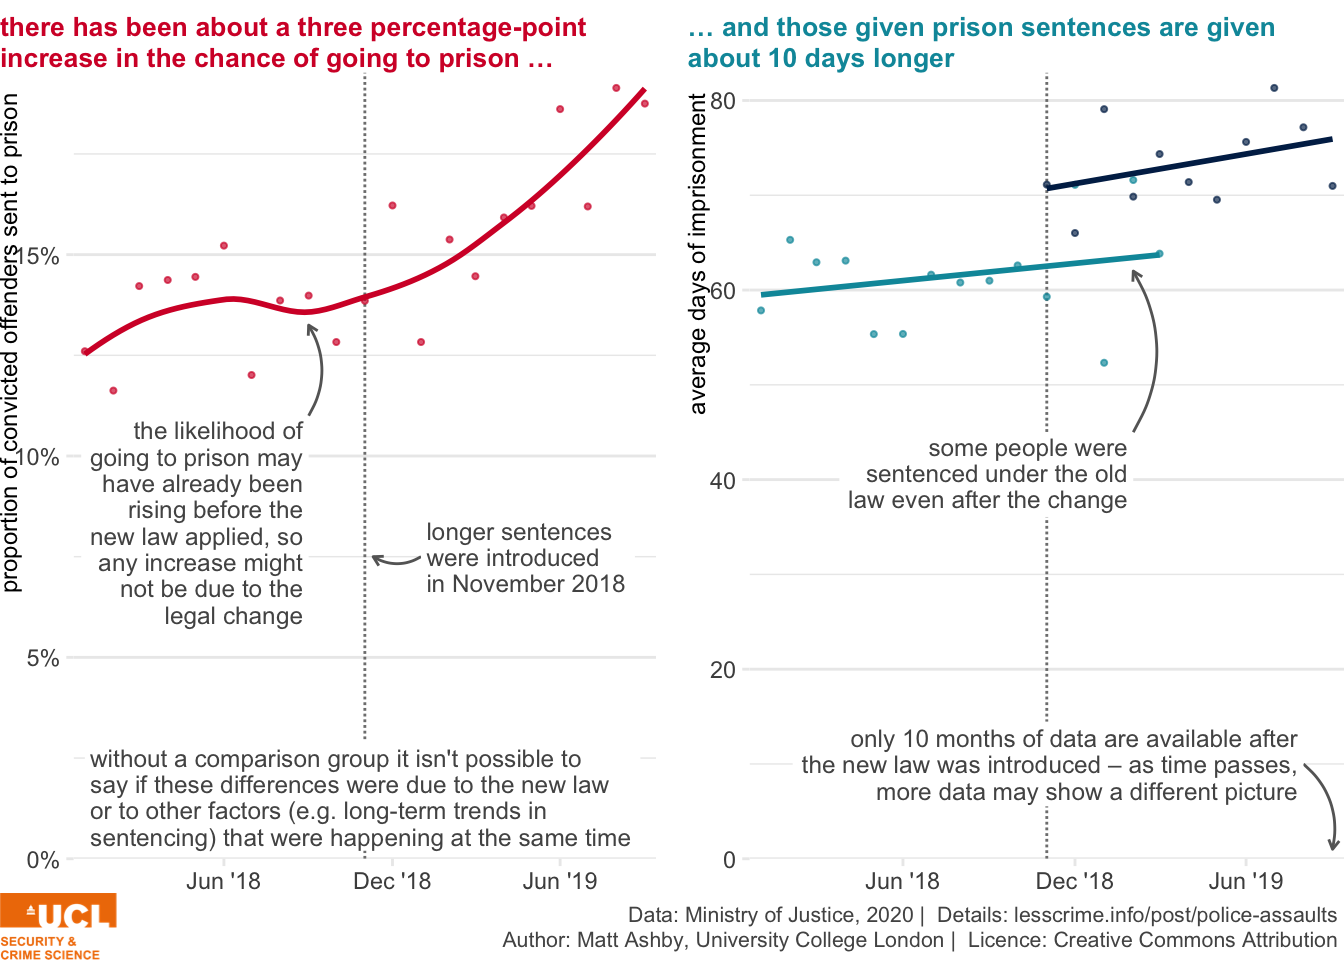 there has been about a three percentage-point
increase in the chance of going to prison …
… and those given prison sentences are given
about 10 days longer
proportion of convicted offenders sent to prison
15%
10%
5%
0%
the likelihood of
going to prison may
have already been
rising before the
new law applied, so
any increase might
not be due to the
legal change
longer sentences
were introduced
in November 2018
without a comparison group it isn't possible to
say if these differences were due to the new law
or to other factors (e.g. long-term trends in
sentencing) that were happening at the same time
Jun '18
Dec '18
Jun '19
average days of imprisonment
80
60
40
20
0
some people were
sentenced under the old
law even after the change
only 10 months of data are available after
the new law was introduced – as time passes,
more data may show a different picture
Jun '18
Dec '18
Jun '19
UCL
SECURITY &
CRIME SCIENCE
Data: Ministry of Justice, 2020 | Details: lesscrime.info/post/police-assaults
Author: Matt Ashby, University College London | Licence: Creative Commons Attribution